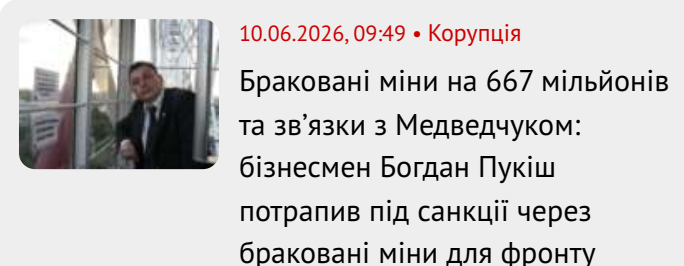 10.06.2026, 09:49 • Корупція
Браковані міни на 667 мільйонів
та зв’язки з Медведчуком:
бізнесмен Богдан Пукіш
потрапив під санкції через
браковані міни для фронту